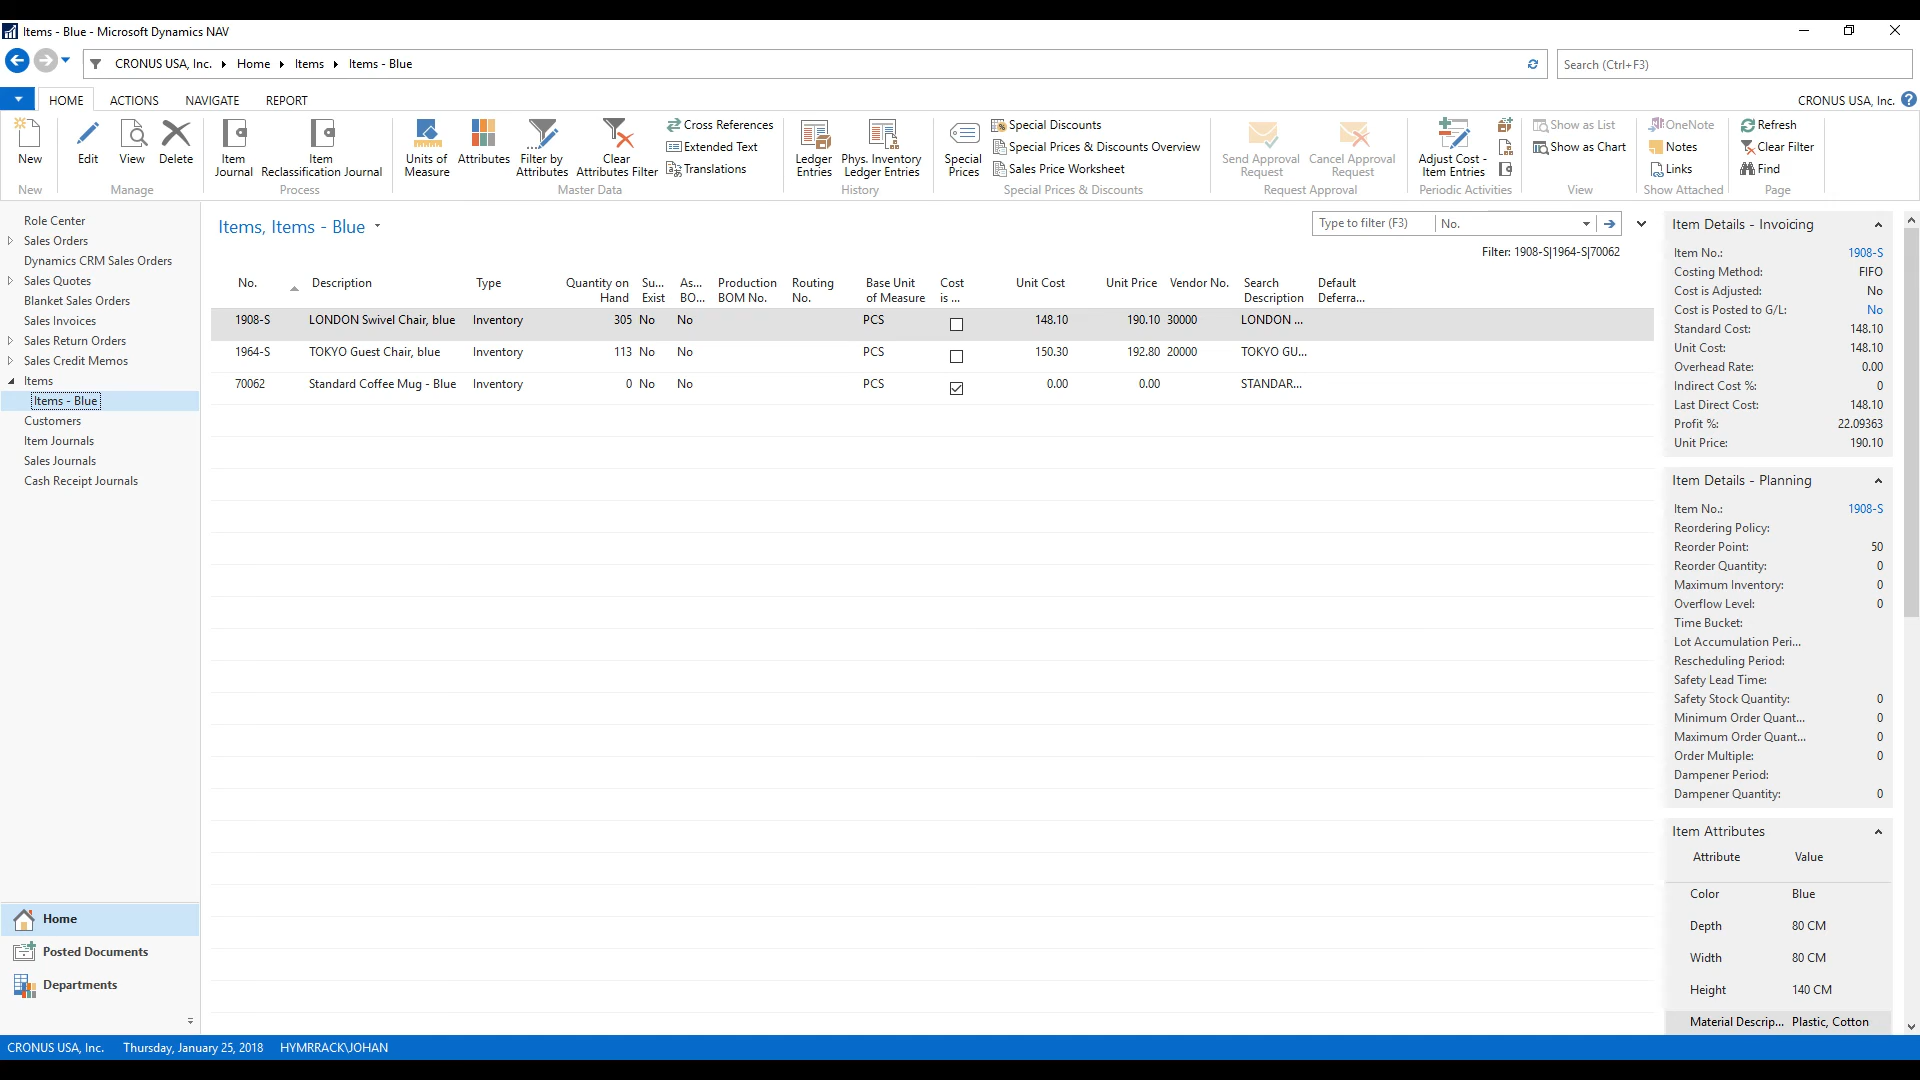 Items - Blue - Microsoft Dynamics NAV
CRONUS USA, Inc. Home Items Items - Blue
Search (Ctrl+F3)
HOME ACTIONS NAVIGATE REPORT
CRONUS USA, Inc.
New
New
Edit View Delete
Manage
Item Journal
Item Reclassification Journal
Process
Units of Measure
Attributes
Filter by Attributes
Clear Attributes Filter
Cross References
Extended Text
Translations
Master Data
Ledger Entries
Phys. Inventory Ledger Entries
History
Special Prices
Special Discounts
Special Prices & Discounts Overview
Sales Price Worksheet
Special Prices & Discounts
Send Approval Request
Cancel Approval Request
Request Approval
Adjust Cost - Item Entries
Periodic Activities
Show as List
Show as Chart
View
OneNote
Notes
Links
Show Attached
Refresh
Clear Filter
Find
Page
Role Center
Sales Orders
Dynamics CRM Sales Orders
Sales Quotes
Blanket Sales Orders
Sales Invoices
Sales Return Orders
Sales Credit Memos
Items
Items - Blue
Customers
Item Journals
Sales Journals
Cash Receipt Journals
Home
Posted Documents
Departments
Items, Items - Blue
Type to filter (F3) No.
Filter: 1908-S|1964-S|70062
No. Description Type Quantity on Hand Su... Exist As... BO... Production BOM No. Routing No. Base Unit of Measure Cost is ... Unit Cost Unit Price Vendor No. Search Description Default Deferra...
1908-S LONDON Swivel Chair, blue Inventory 305 No No PCS 148.10 190.10 30000 LONDON ...
1964-S TOKYO Guest Chair, blue Inventory 113 No No PCS 150.30 192.80 20000 TOKYO GU...
70062 Standard Coffee Mug - Blue Inventory 0 No No PCS 0.00 0.00 STANDAR...
Item Details - Invoicing
Item No.: 1908-S
Costing Method: FIFO
Cost is Adjusted: No
Cost is Posted to G/L: No
Standard Cost: 148.10
Unit Cost: 148.10
Overhead Rate: 0.00
Indirect Cost %: 0
Last Direct Cost: 148.10
Profit %: 22.09363
Unit Price: 190.10
Item Details - Planning
Item No.: 1908-S
Reordering Policy:
Reorder Point: 50
Reorder Quantity: 0
Maximum Inventory: 0
Overflow Level: 0
Time Bucket:
Lot Accumulation Peri...
Rescheduling Period:
Safety Lead Time:
Safety Stock Quantity: 0
Minimum Order Quant... 0
Maximum Order Quant... 0
Order Multiple: 0
Dampener Period:
Dampener Quantity: 0
Item Attributes
Attribute Value
Color Blue
Depth 80 CM
Width 80 CM
Height 140 CM
Material Descrip... Plastic, Cotton
CRONUS USA, Inc. Thursday, January 25, 2018 HYMRRACK\JOHAN